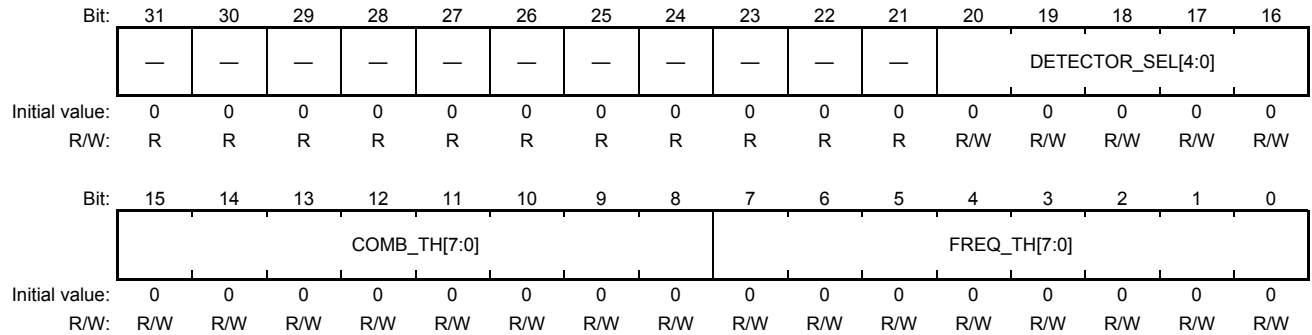 Bit: 31 30 29 28 27 26 25 24 23 22 21 20 19 18 17 16
— — — — — — — — — — — DETECTOR_SEL[4:0]
Initial value: 0 0 0 0 0 0 0 0 0 0 0 0 0 0 0 0
R/W: R R R R R R R R R R R R/W R/W R/W R/W R/W
Bit: 15 14 13 12 11 10 9 8 7 6 5 4 3 2 1 0
COMB_TH[7:0] FREQ_TH[7:0]
Initial value: 0 0 0 0 0 0 0 0 0 0 0 0 0 0 0 0
R/W: R/W R/W R/W R/W R/W R/W R/W R/W R/W R/W R/W R/W R/W R/W R/W R/W